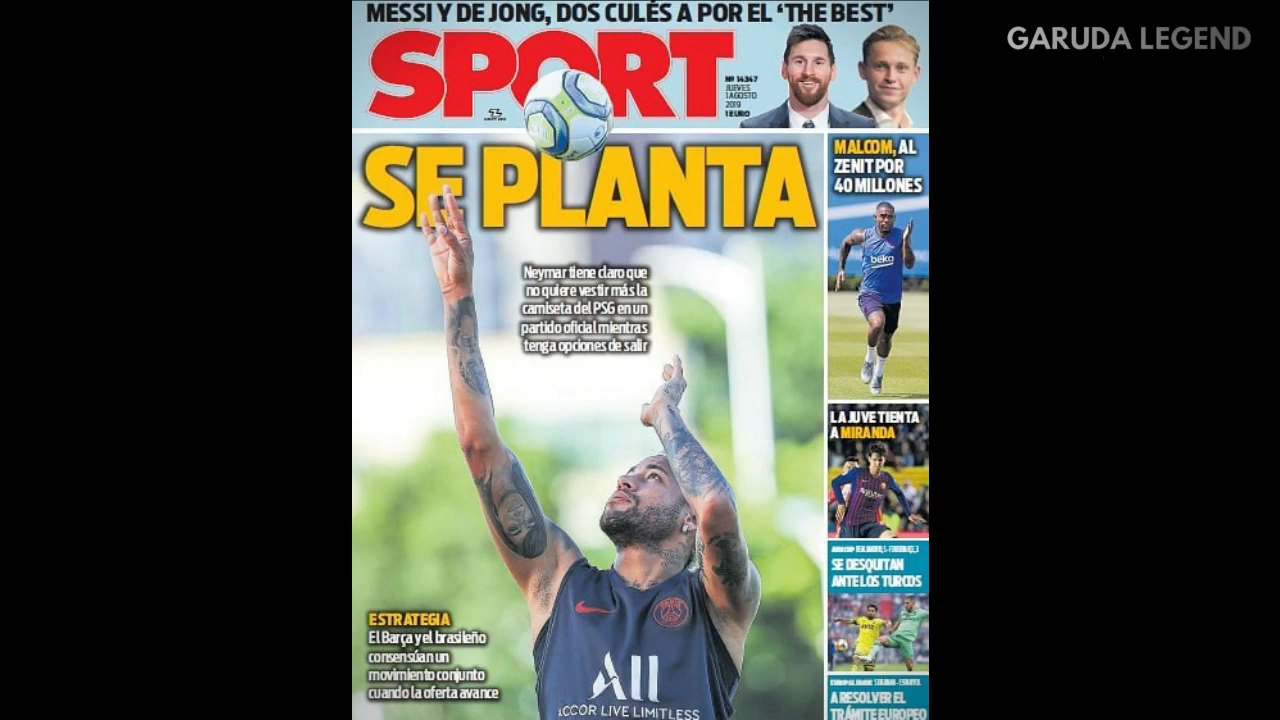 MESSI Y DE JONG, DOS CULÉS A POR EL ‘THE BEST’
GARUDA LEGEND
SPORT
Nº 14347
JUEVES
1 AGOSTO
2019
1 EURO
SE PLANTA
Neymar tiene claro que
no quiere vestir más la
camiseta del PSG en un
partido oficial mientras
tenga opciones de salir
ESTRATEGIA
El Barça y el brasileño
consensúan un
movimiento conjunto
cuando la oferta avance
ALL
ACCOR LIVE LIMITLESS
MALCOM, AL
ZENIT POR
40 MILLONES
beko
LA JUVE TIENTA
A MIRANDA
SE DESQUITAN
ANTE LOS TURCOS
A RESOLVER EL
TRÁMITE EUROPEO